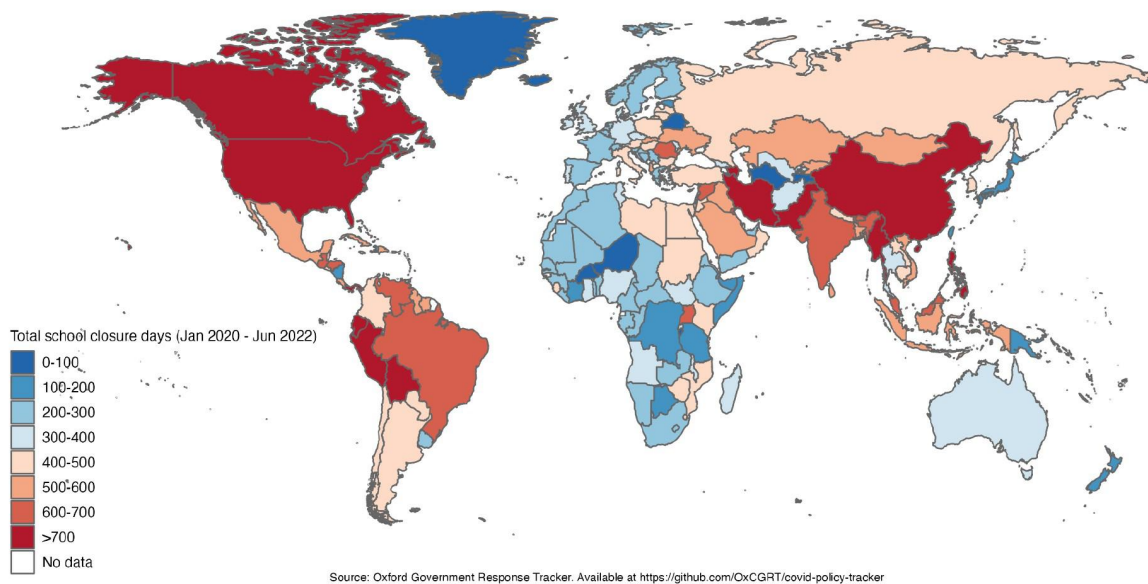 Total school closure days (Jan 2020 - Jun 2022)
0-100
100-200
200-300
300-400
400-500
500-600
600-700
>700
No data
Source: Oxford Government Response Tracker. Available at https://github.com/OxCGRT/covid-policy-tracker